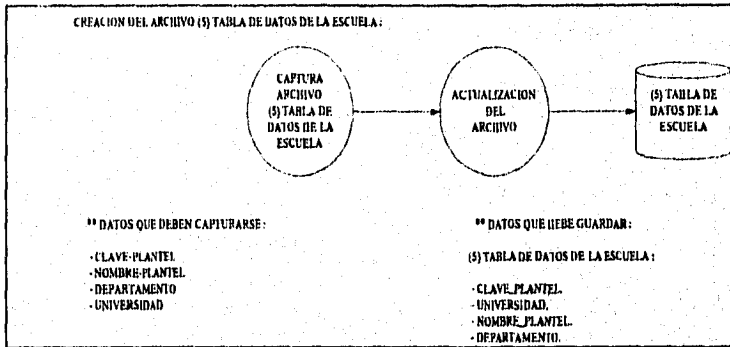 CREACION DEL ARCHIVO (5) TABLA DE DATOS DE LA ESCUELA :
CAPTURA
ARCHIVO
(5) TABLA DE
DATOS DE LA
ESCUELA
ACTUALIZACION
DEL
ARCHIVO
(5) TABLA DE
DATOS DE LA
ESCUELA
** DATOS QUE DEBEN CAPTURARSE :
- CLAVE-PLANTEL
- NOMBRE-PLANTEL
- DEPARTAMENTO
- UNIVERSIDAD
** DATOS QUE DEBE GUARDAR :
(5) TABLA DE DATOS DE LA ESCUELA :
- CLAVE_PLANTEL.
- UNIVERSIDAD.
- NOMBRE_PLANTEL.
- DEPARTAMENTO.